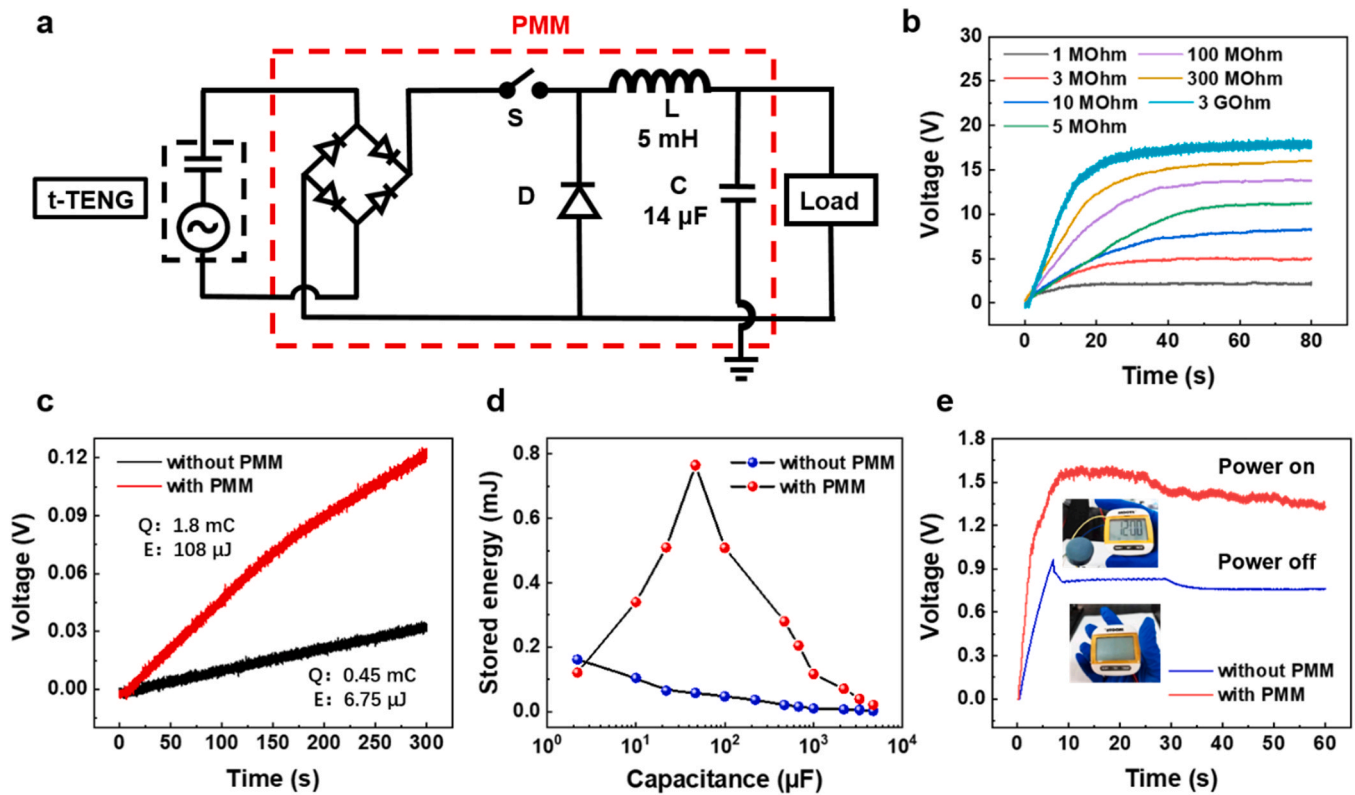 a
PMM
t-TENG
S
L
5 mH
D
C
14 µF
Load
b
30
25
20
15
10
5
0
Voltage (V)
1 MOhm
3 MOhm
10 MOhm
5 MOhm
100 MOhm
300 MOhm
3 GOhm
0 20 40 60 80
Time (s)
c
0.12
0.09
0.06
0.03
0.00
Voltage (V)
without PMM
with PMM
Q: 1.8 mC
E: 108 µJ
Q: 0.45 mC
E: 6.75 µJ
0 50 100 150 200 250 300
Time (s)
d
0.8
0.6
0.4
0.2
0.0
Stored energy (mJ)
without PMM
with PMM
10⁰ 10¹ 10² 10³ 10⁴
Capacitance (µF)
e
1.8
1.5
1.2
0.9
0.6
0.3
0.0
Voltage (V)
Power on
120.0
Power off
without PMM
with PMM
0 10 20 30 40 50 60
Time (s)